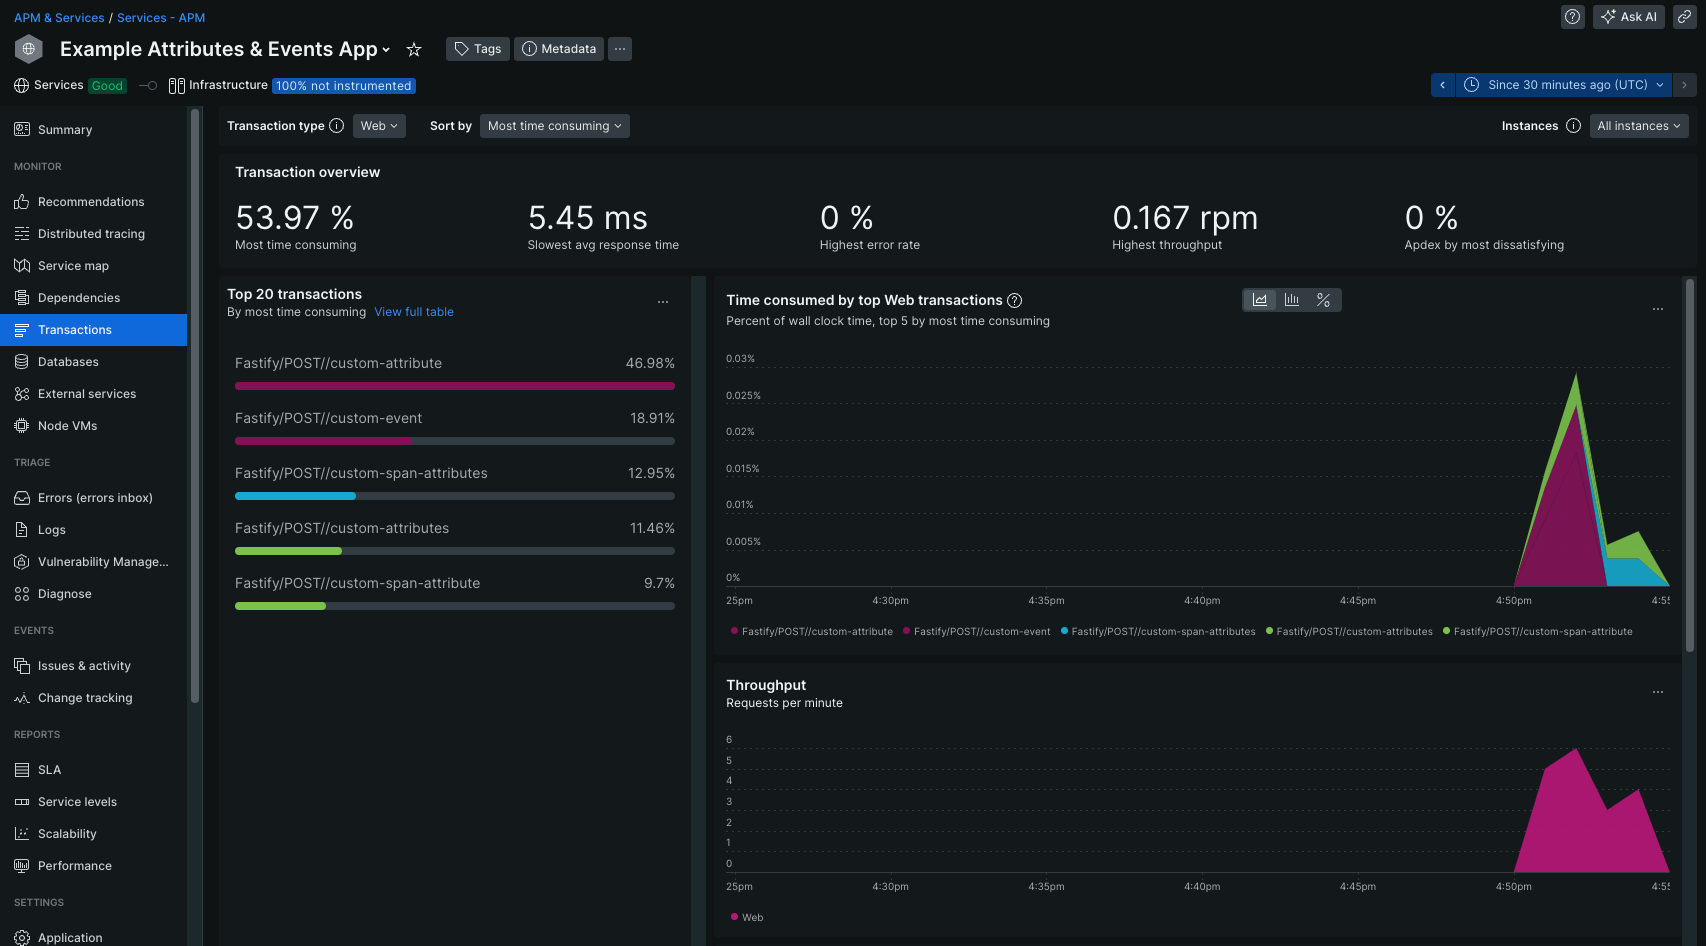 APM & Services / Services - APM
Ask AI
Example Attributes & Events App
Tags
Metadata
Services Good
Infrastructure 100% not instrumented
Since 30 minutes ago (UTC)
Summary
MONITOR
Recommendations
Distributed tracing
Service map
Dependencies
Transactions
Databases
External services
Node VMs
TRIAGE
Errors (errors inbox)
Logs
Vulnerability Manage...
Diagnose
EVENTS
Issues & activity
Change tracking
REPORTS
SLA
Service levels
Scalability
Performance
SETTINGS
Application
Transaction type Web
Sort by Most time consuming
Instances All instances
Transaction overview
53.97 %
Most time consuming
5.45 ms
Slowest avg response time
0 %
Highest error rate
0.167 rpm
Highest throughput
0 %
Apdex by most dissatisfying
Top 20 transactions
By most time consuming View full table
Fastify/POST//custom-attribute 46.98%
Fastify/POST//custom-event 18.91%
Fastify/POST//custom-span-attributes 12.95%
Fastify/POST//custom-attributes 11.46%
Fastify/POST//custom-span-attribute 9.7%
Time consumed by top Web transactions
Percent of wall clock time, top 5 by most time consuming
0.03%
0.025%
0.02%
0.015%
0.01%
0.005%
0%
25pm 4:30pm 4:35pm 4:40pm 4:45pm 4:50pm 4:55
Fastify/POST//custom-attribute Fastify/POST//custom-event Fastify/POST//custom-span-attributes Fastify/POST//custom-attributes Fastify/POST//custom-span-attribute
Throughput
Requests per minute
6
5
4
3
2
1
0
25pm 4:30pm 4:35pm 4:40pm 4:45pm 4:50pm 4:55
Web